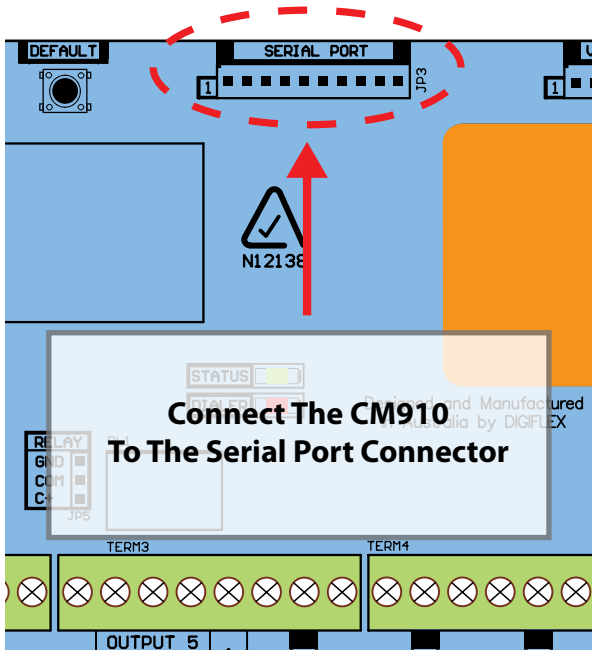 DEFAULT
SERIAL PORT
1
JP3
1
N12138
STATUS
DIALER
Designed and Manufactured
in Australia by DIGIFLEX
Connect The CM910
To The Serial Port Connector
RELAY
GND
COM
C+
JP5
TERM3
TERM4
OUTPUT 5